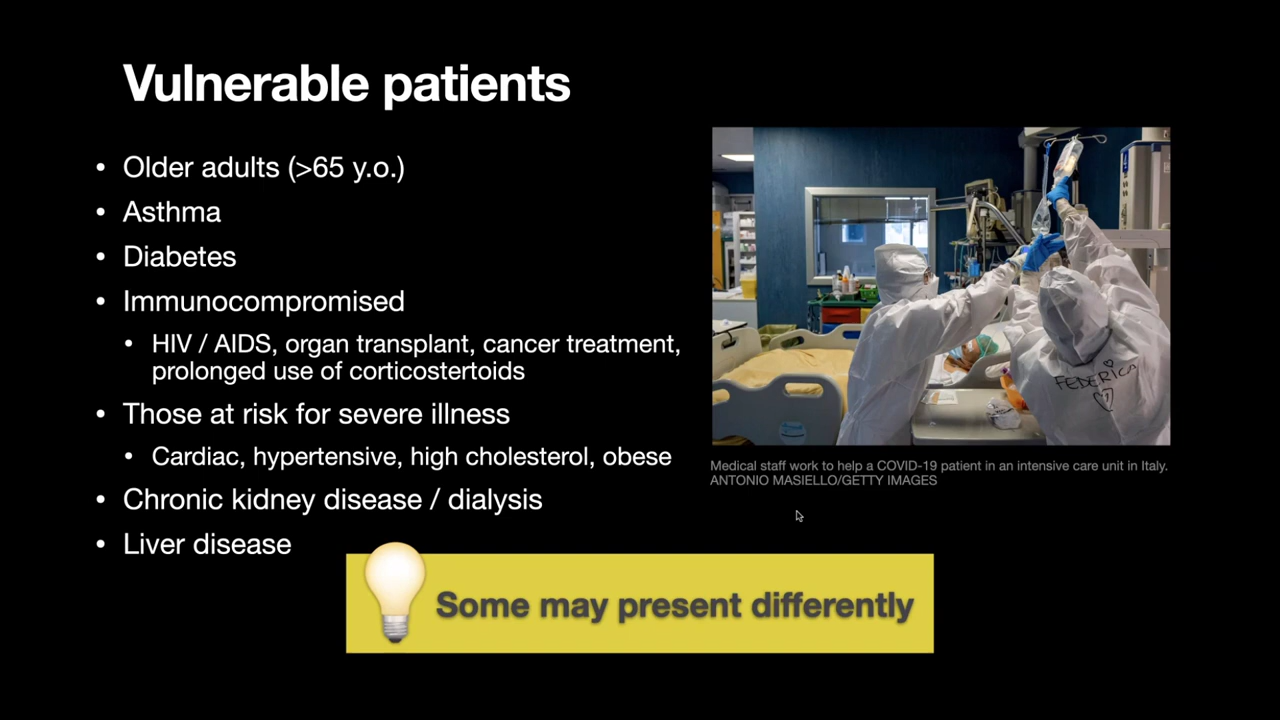 Vulnerable patients
• Older adults (>65 y.o.)
• Asthma
• Diabetes
• Immunocompromised
• HIV / AIDS, organ transplant, cancer treatment,
prolonged use of corticostertoids
• Those at risk for severe illness
• Cardiac, hypertensive, high cholesterol, obese
• Chronic kidney disease / dialysis
• Liver disease
FEDERICA
Medical staff work to help a COVID-19 patient in an intensive care unit in Italy.
ANTONIO MASIELLO/GETTY IMAGES
Some may present differently